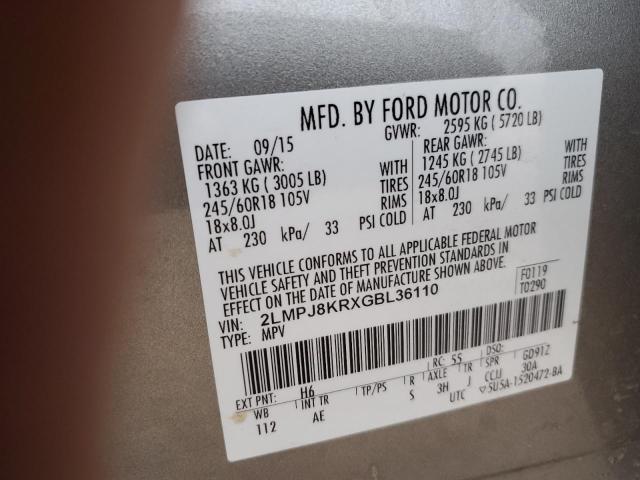 MFD. BY FORD MOTOR CO.
DATE: 09/15 GVWR: 2595 KG ( 5720 LB)
FRONT GAWR: REAR GAWR:
1363 KG ( 3005 LB) WITH 1245 KG ( 2745 LB) WITH
245/60R18 105V TIRES 245/60R18 105V TIRES
18x8.0J RIMS 18x8.0J RIMS
AT 230 kPa/ 33 PSI COLD AT 230 kPa/ 33 PSI COLD
THIS VEHICLE CONFORMS TO ALL APPLICABLE FEDERAL MOTOR
VEHICLE SAFETY AND THEFT PREVENTION STANDARDS IN
EFFECT ON THE DATE OF MANUFACTURE SHOWN ABOVE.
VIN: 2LMPJ8KRXGBL36110 F0119
TYPE: MPV T0290
EXT PNT: H6 RC: 55 DSO: GD91Z
WB INT TR TP/PS R AXLE TR SPR 30A
112 AE S 3H J CCIJ
UTC ▽5U5A-1520472-BA